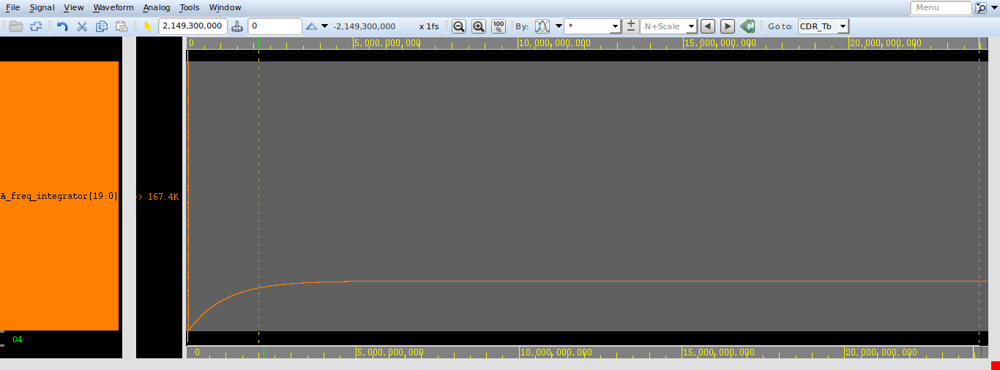 File Signal View Waveform Analog Tools Window Menu
2,149,300,000 0 -2,149,300,000 x 1fs 100 % By: * N+Scale Go to: CDR_Tb
0 5,000,000,000 10,000,000,000 15,000,000,000 20,000,000,000
A_freq_integrator[19:0] > 167.4K
G4
0 5,000,000,000 10,000,000,000 15,000,000,000 20,000,000,000